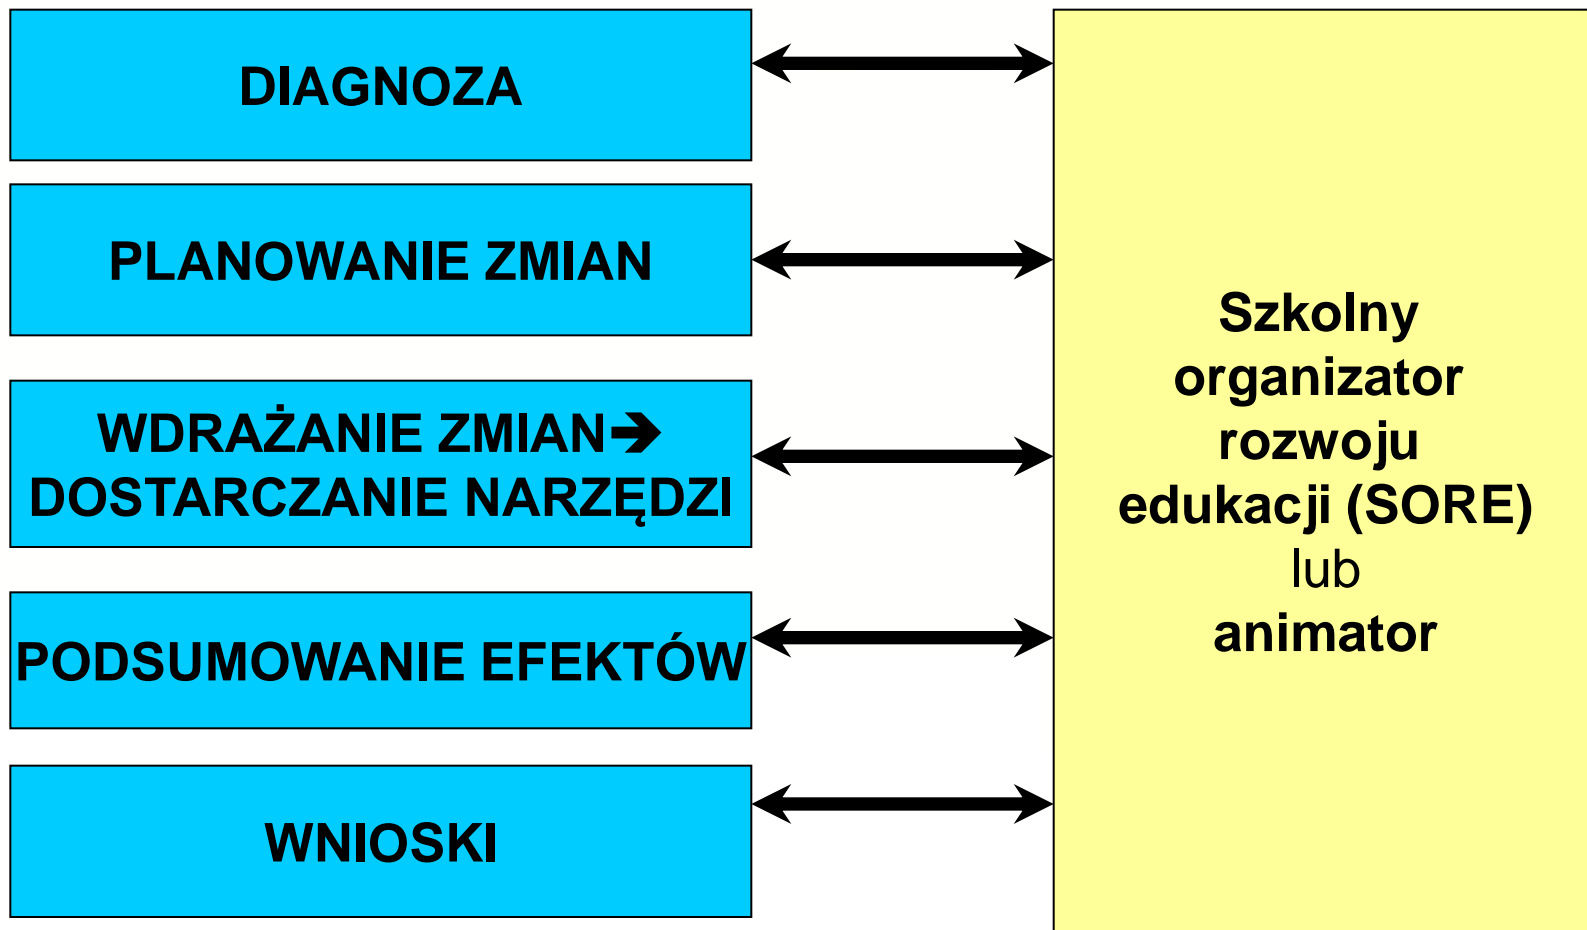 DIAGNOZA
PLANOWANIE ZMIAN
WDRAŻANIE ZMIAN➔
DOSTARCZANIE NARZĘDZI
PODSUMOWANIE EFEKTÓW
WNIOSKI
Szkolny
organizator
rozwoju
edukacji (SORE)
lub
animator